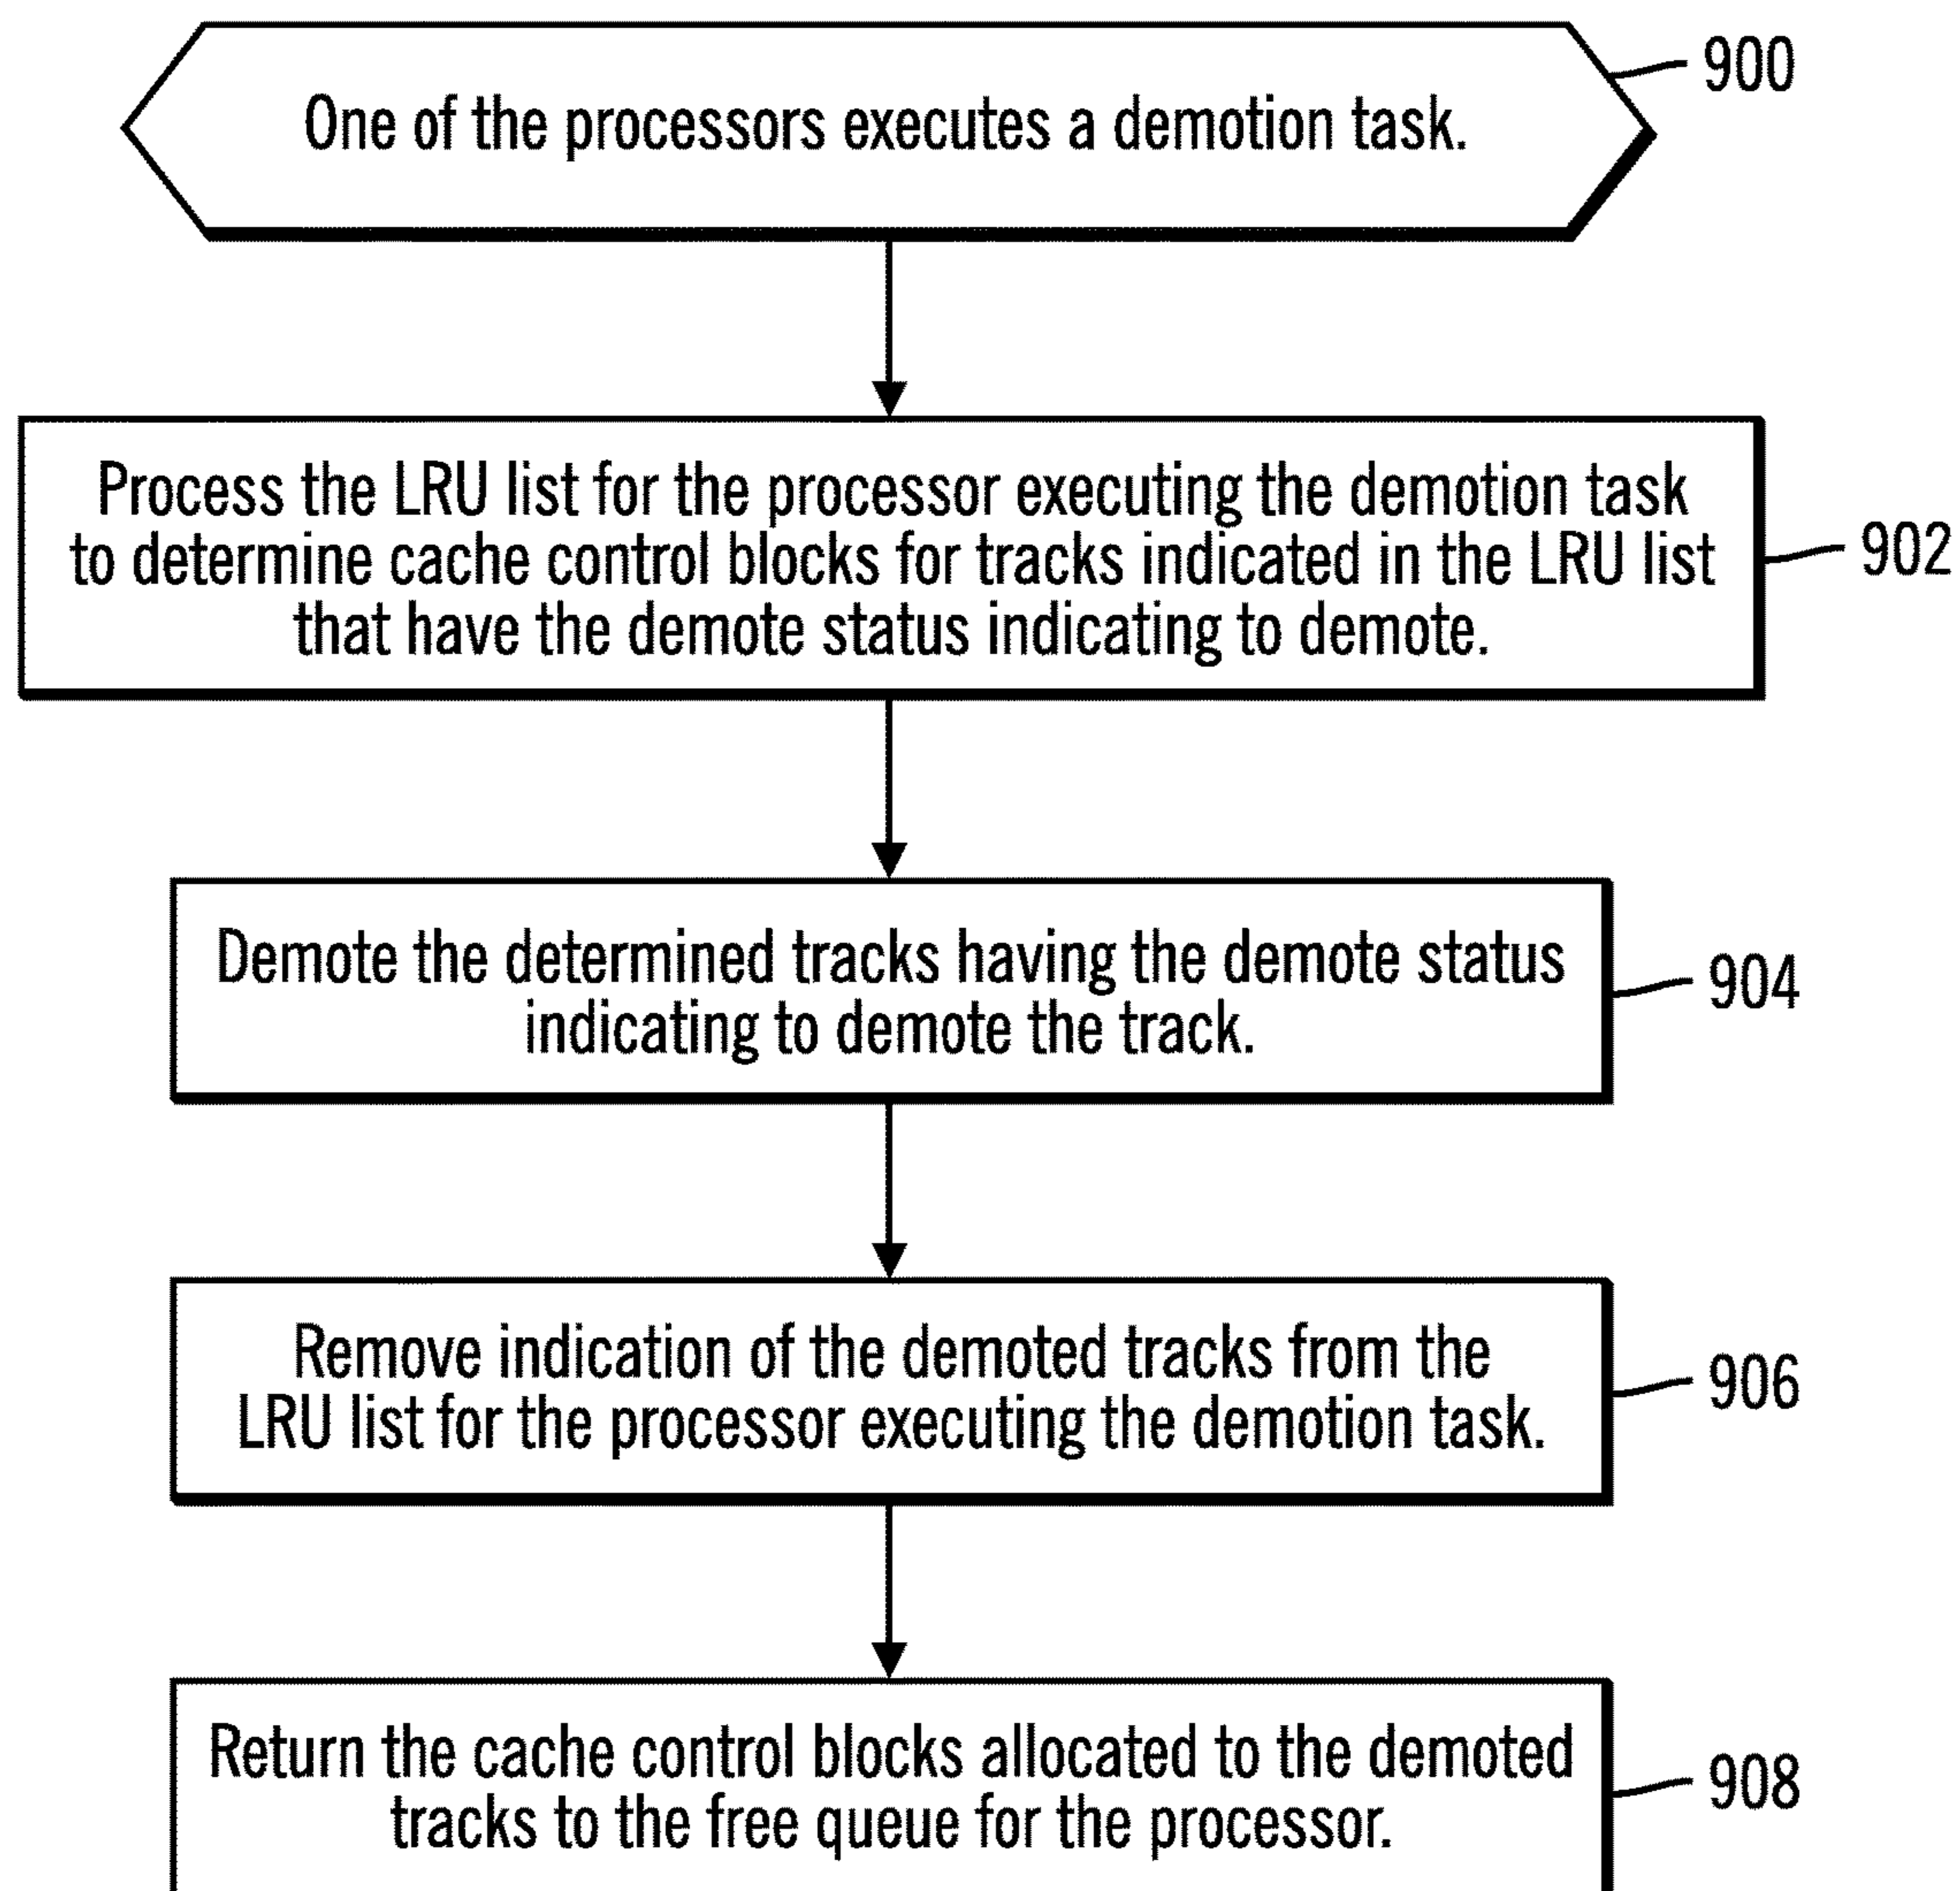 One of the processors executes a demotion task.
900
Process the LRU list for the processor executing the demotion task
to determine cache control blocks for tracks indicated in the LRU list
that have the demote status indicating to demote.
902
Demote the determined tracks having the demote status
indicating to demote the track.
904
Remove indication of the demoted tracks from the
LRU list for the processor executing the demotion task.
906
Return the cache control blocks allocated to the demoted
tracks to the free queue for the processor.
908